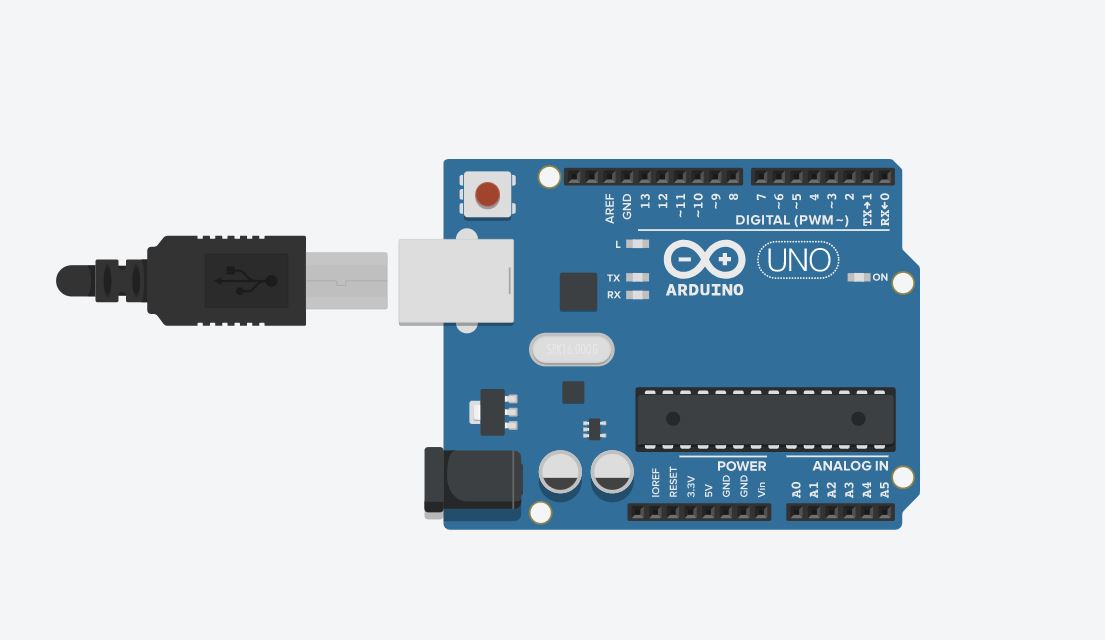 AREF
GND
13
12
~11
~10
~9
8
7
~6
~5
4
~3
2
TX→1
RX←0
DIGITAL (PWM~)
L
TX
RX
ARDUINO
UNO
ON
SPK16.000G
POWER
ANALOG IN
IOREF
RESET
3.3V
5V
GND
GND
Vin
A0
A1
A2
A3
A4
A5